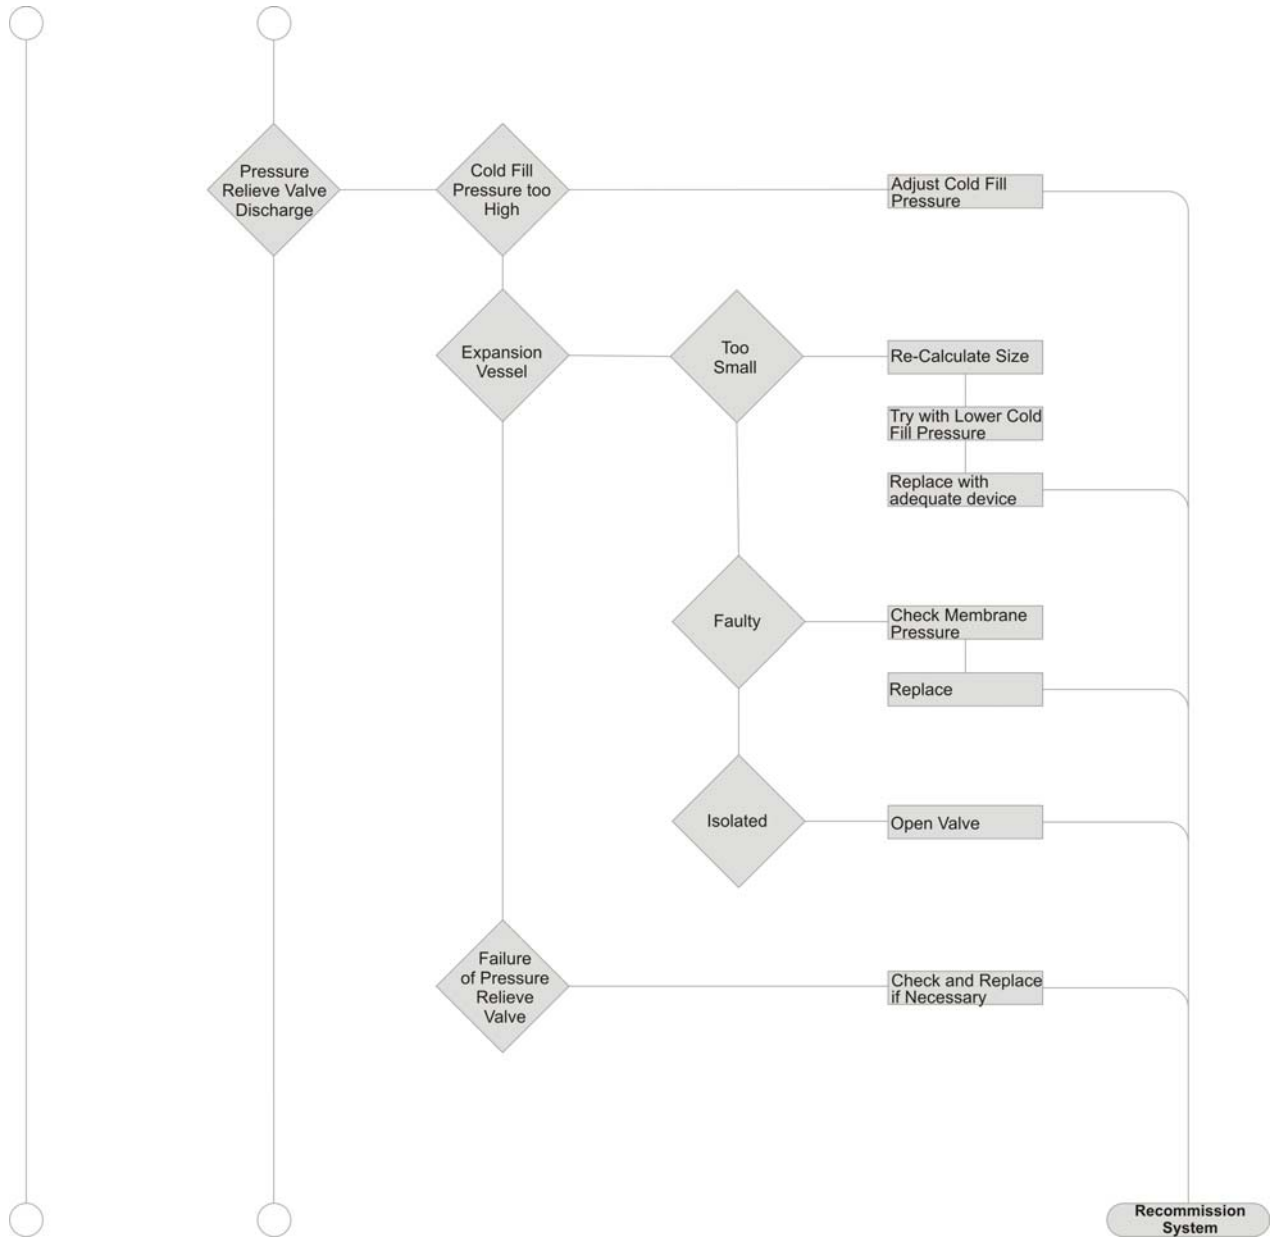 Pressure
Relieve Valve
Discharge
Cold Fill
Pressure too
High
Adjust Cold Fill
Pressure
Expansion
Vessel
Too
Small
Re-Calculate Size
Try with Lower Cold
Fill Pressure
Replace with
adequate device
Faulty
Check Membrane
Pressure
Replace
Isolated
Open Valve
Failure
of Pressure
Relieve
Valve
Check and Replace
if Necessary
Recommission
System